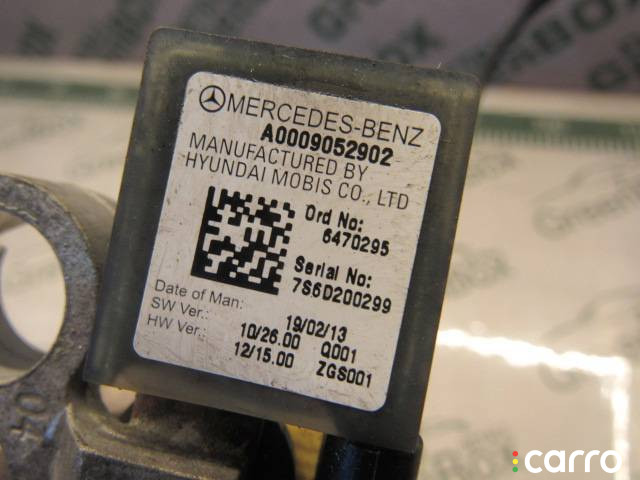 MERCEDES-BENZ
A0009052902
MANUFACTURED BY
HYUNDAI MOBIS CO., LTD
Ord No:
6470295
Serial No:
7S6D200299
Date of Man: 19/02/13
SW Ver.: 10/26.00 Q001
HW Ver.: 12/15.00 ZGS001
04
carro